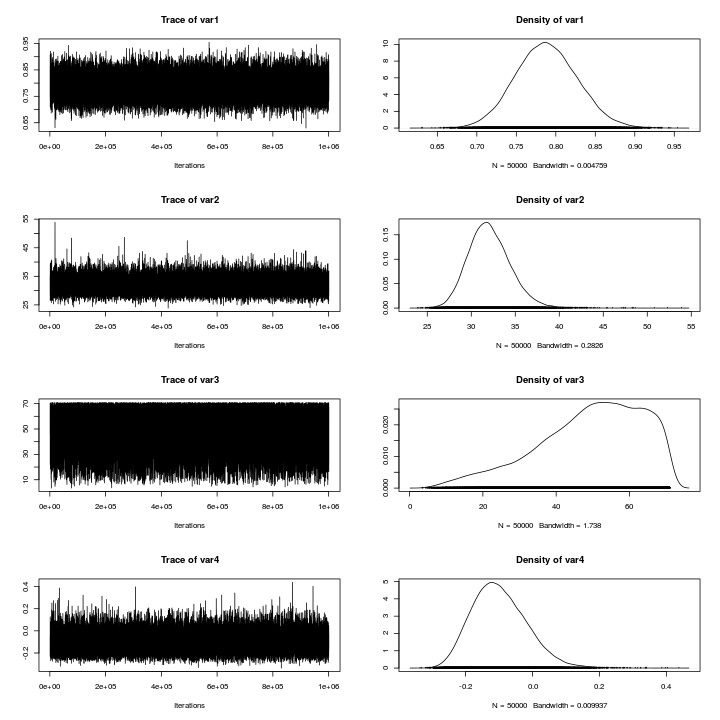 Trace of var1
0.65 0.75 0.85 0.95
0e+00 2e+05 4e+05 6e+05 8e+05 1e+06
Iterations
Density of var1
0 2 4 6 8 10
0.65 0.70 0.75 0.80 0.85 0.90 0.95
N = 50000 Bandwidth = 0.004759
Trace of var2
25 35 45 55
0e+00 2e+05 4e+05 6e+05 8e+05 1e+06
Iterations
Density of var2
0.00 0.05 0.10 0.15
25 30 35 40 45 50 55
N = 50000 Bandwidth = 0.2826
Trace of var3
10 30 50 70
0e+00 2e+05 4e+05 6e+05 8e+05 1e+06
Iterations
Density of var3
0.000 0.010 0.020
0 20 40 60
N = 50000 Bandwidth = 1.738
Trace of var4
-0.2 0.0 0.2 0.4
0e+00 2e+05 4e+05 6e+05 8e+05 1e+06
Iterations
Density of var4
0 1 2 3 4 5
-0.2 0.0 0.2 0.4
N = 50000 Bandwidth = 0.009937